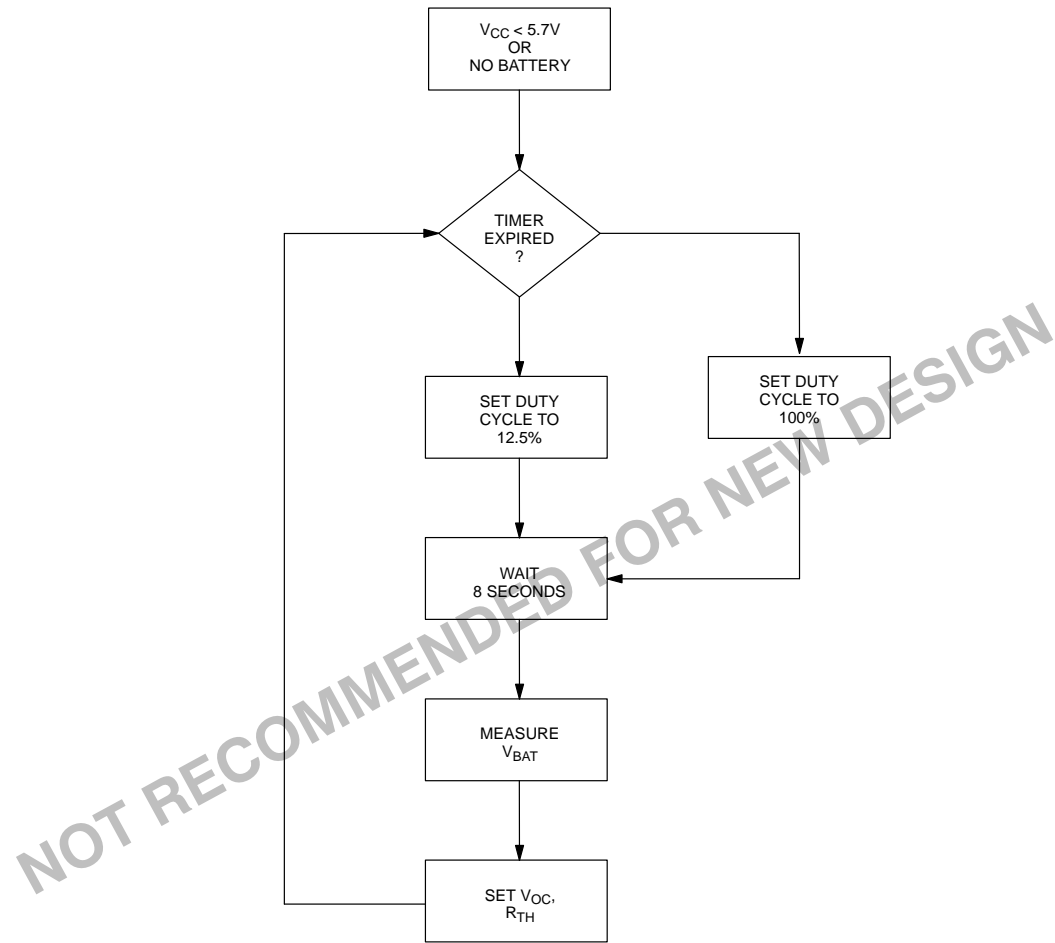 VCC < 5.7V
OR
NO BATTERY
TIMER
EXPIRED
?
SET DUTY
CYCLE TO
12.5%
SET DUTY
CYCLE TO
100%
WAIT
8 SECONDS
MEASURE
VBAT
SET VOC,
RTH
NOT RECOMMENDED FOR NEW DESIGN